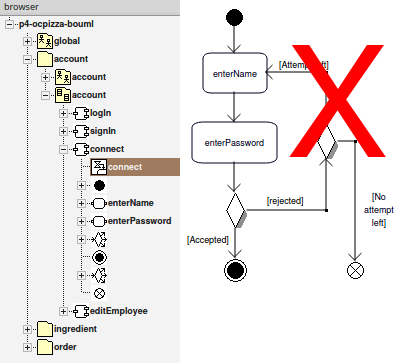 browser
p4-ocpizza-bouml
global
account
account
account
logIn
signIn
connect
connect
enterName
enterPassword
editEmployee
ingredient
order
enterName
[Attempt left]
enterPassword
[rejected]
[No
attempt
left]
[Accepted]